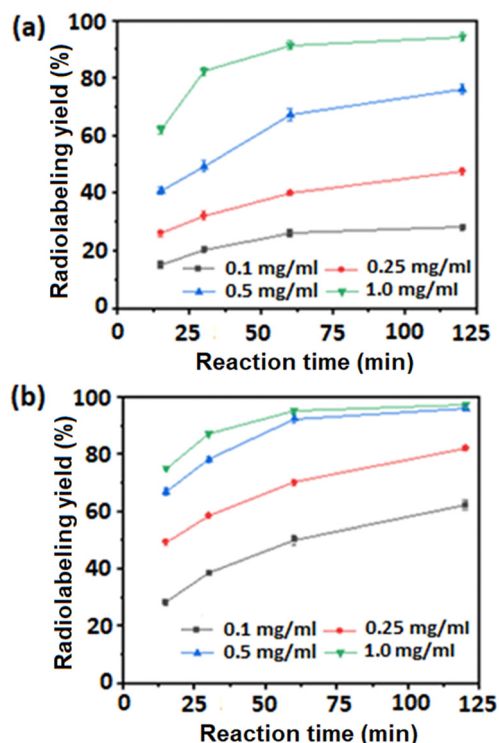 (a)
Radiolabeling yield (%)
100
80
60
40
20
0
0.1 mg/ml 0.25 mg/ml
0.5 mg/ml 1.0 mg/ml
0 25 50 75 100 125
Reaction time (min)
(b)
Radiolabeling yield (%)
100
80
60
40
20
0.1 mg/ml 0.25 mg/ml
0.5 mg/ml 1.0 mg/ml
0 25 50 75 100 125
Reaction time (min)